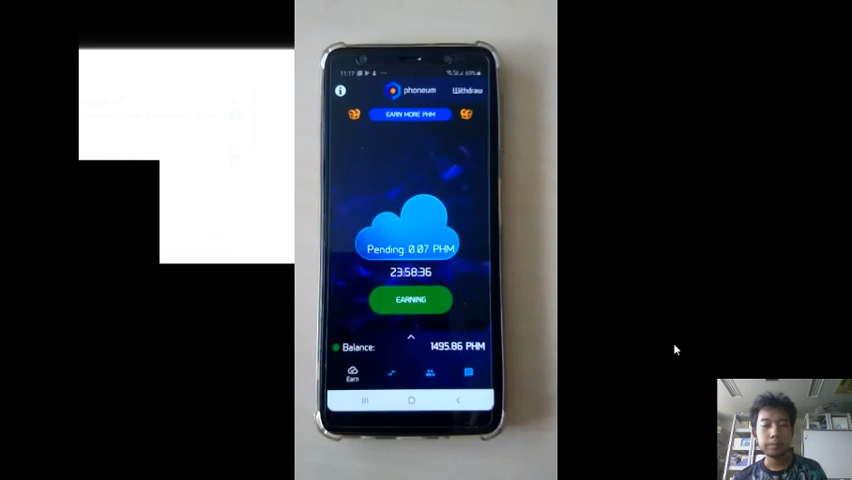 11:17
69%
phoneum
Withdraw
EARN MORE PHM
Pending: 0.07 PHM
23:58:36
EARNING
Balance:
1495.86 PHM
Earn